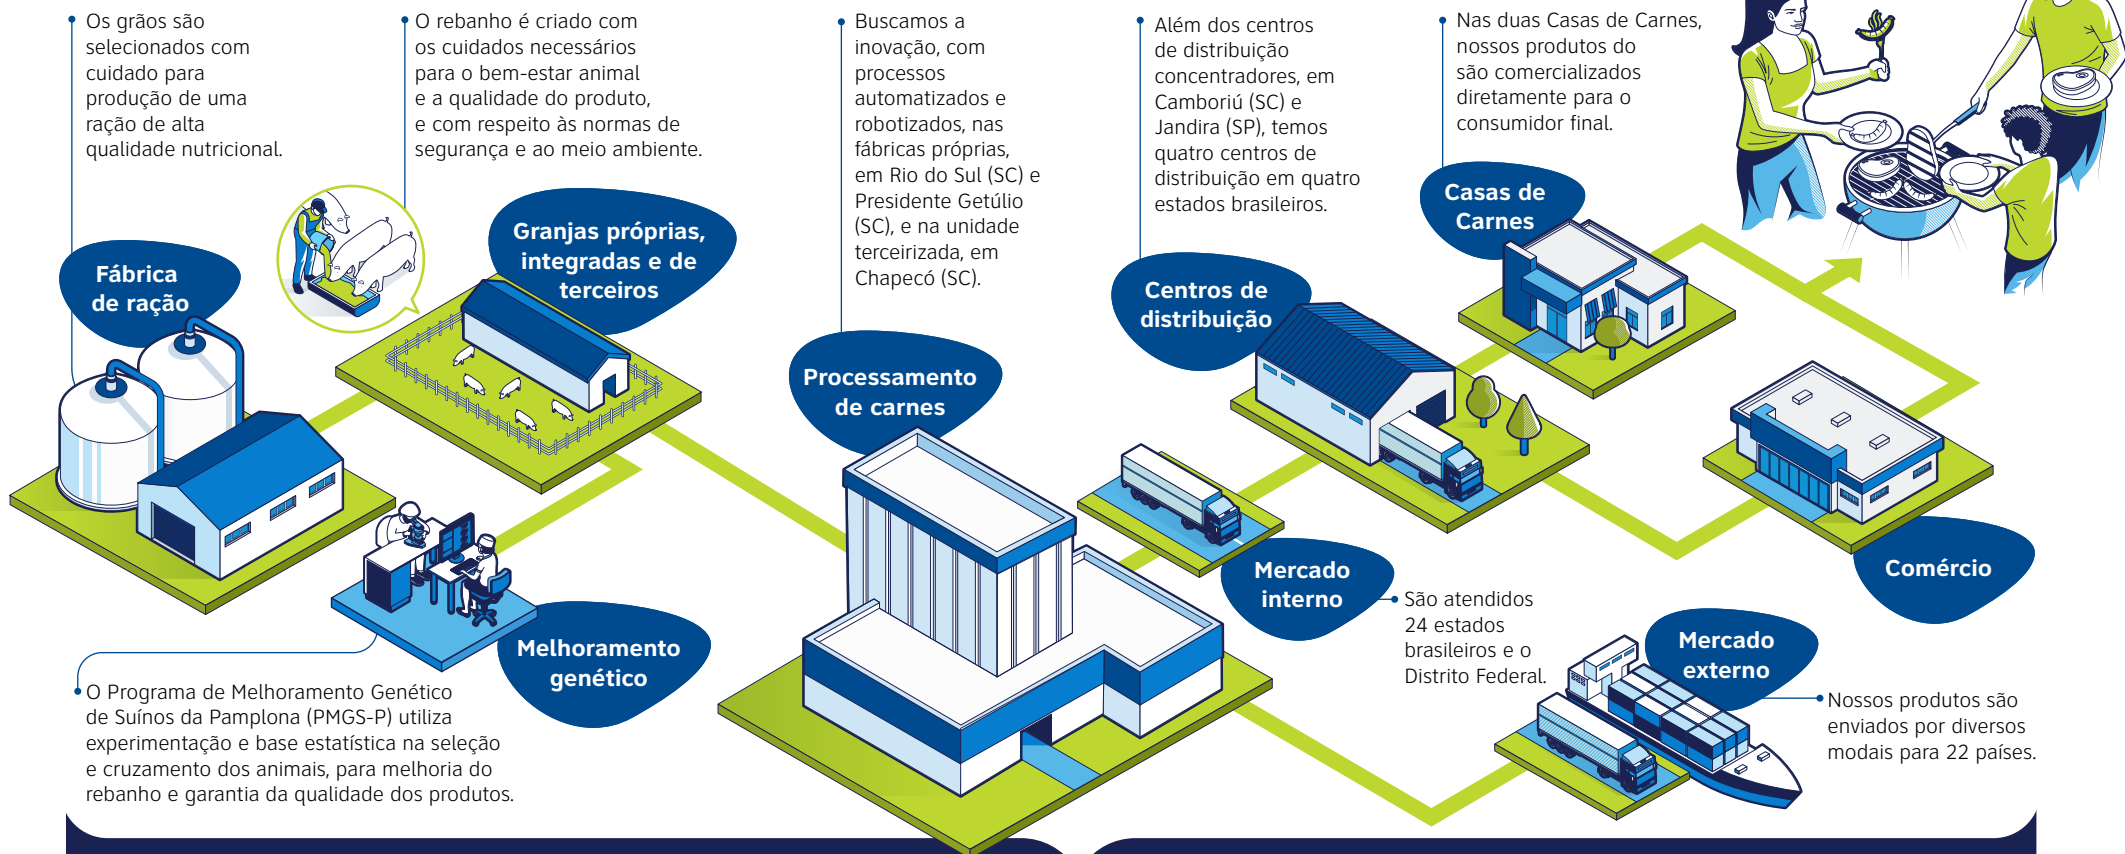 Os grãos são
selecionados com
cuidado para
produção de uma
ração de alta
qualidade nutricional.
O rebanho é criado com
os cuidados necessários
para o bem-estar animal
e a qualidade do produto,
e com respeito às normas de
segurança e ao meio ambiente.
Buscamos a
inovação, com
processos
automatizados e
robotizados, nas
fábricas próprias,
em Rio do Sul (SC) e
Presidente Getúlio
(SC), e na unidade
terceirizada, em
Chapecó (SC).
Além dos centros
de distribuição
concentradores, em
Camboriú (SC) e
Jandira (SP), temos
quatro centros de
distribuição em quatro
estados brasileiros.
Nas duas Casas de Carnes,
nossos produtos do
são comercializados
diretamente para o
consumidor final.
Fábrica
de ração
Granjas próprias,
integradas e de
terceiros
Processamento
de carnes
Centros de
distribuição
Casas de
Carnes
Melhoramento
genético
O Programa de Melhoramento Genético
de Suínos da Pamplona (PMGS-P) utiliza
experimentação e base estatística na seleção
e cruzamento dos animais, para melhoria do
rebanho e garantia da qualidade dos produtos.
Mercado
interno
São atendidos
24 estados
brasileiros e o
Distrito Federal.
Comércio
Mercado
externo
Nossos produtos são
enviados por diversos
modais para 22 países.